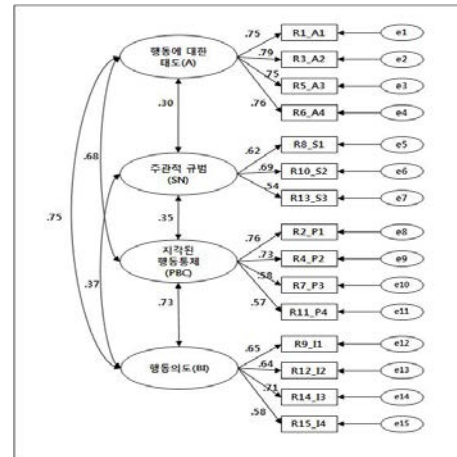 .75
R1_A1
e1
행동에 대한
태도(A)
.79
R3_A2
e2
.75
R5_A3
e3
.76
R6_A4
e4
.30
.62
R8_S1
e5
.68
주관적 규범
(SN)
.69
R10_S2
e6
.54
R13_S3
e7
.75
.35
.76
R2_P1
e8
.37
지각된
행동통제
(PBC)
.73
R4_P2
e9
.58
R7_P3
e10
.57
R11_P4
e11
.73
.65
R9_I1
e12
행동의도(BI)
.64
R12_I2
e13
.71
R14_I3
e14
.58
R15_I4
e15